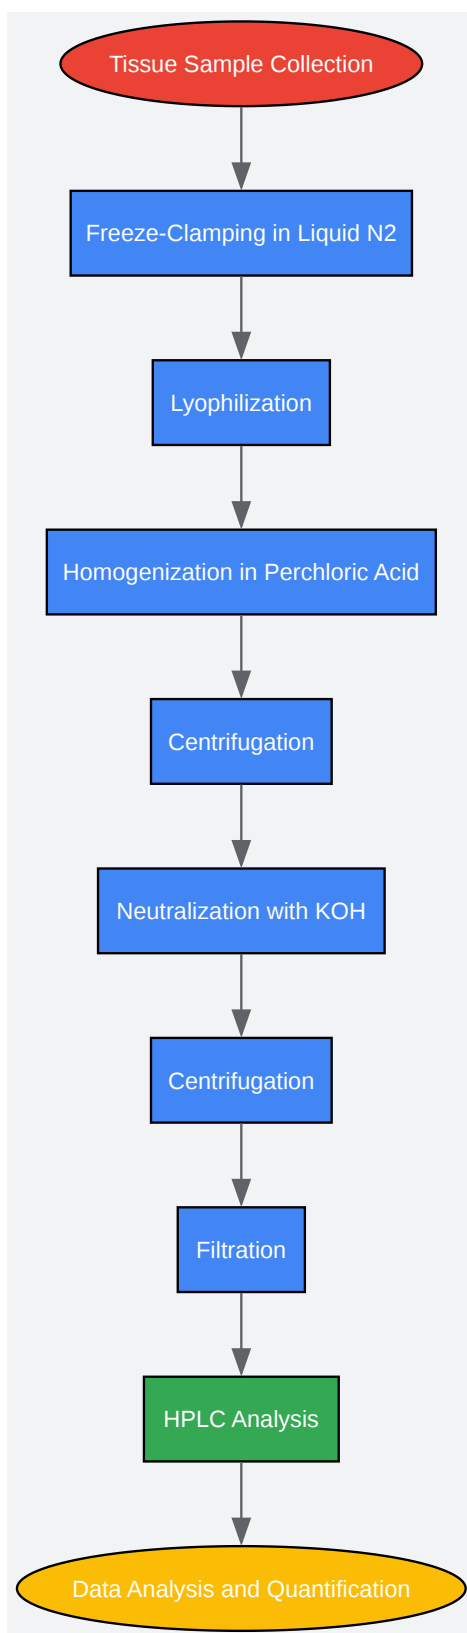 Tissue Sample Collection
Freeze-Clamping in Liquid N2
Lyophilization
Homogenization in Perchloric Acid
Centrifugation
Neutralization with KOH
Centrifugation
Filtration
HPLC Analysis
Data Analysis and Quantification